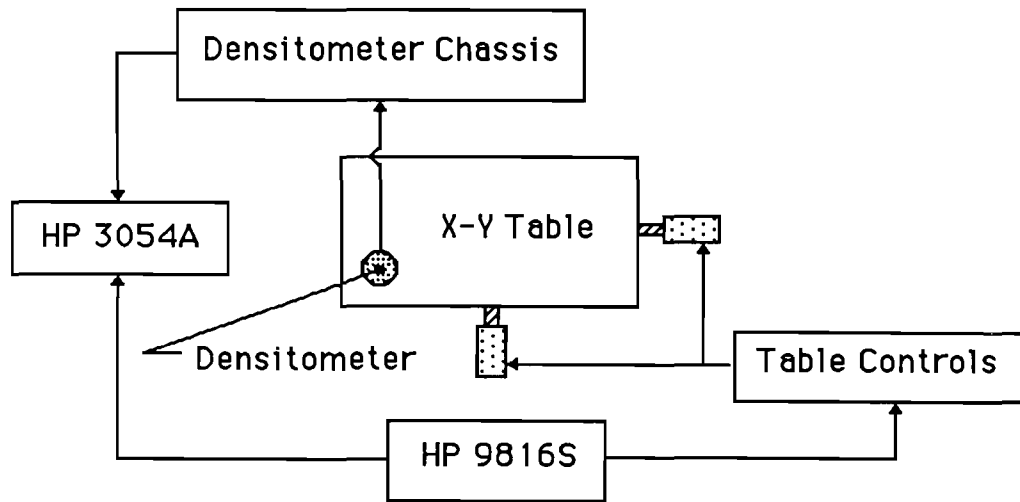 Densitometer Chassis
HP 3054A
X-Y Table
Densitometer
Table Controls
HP 9816S